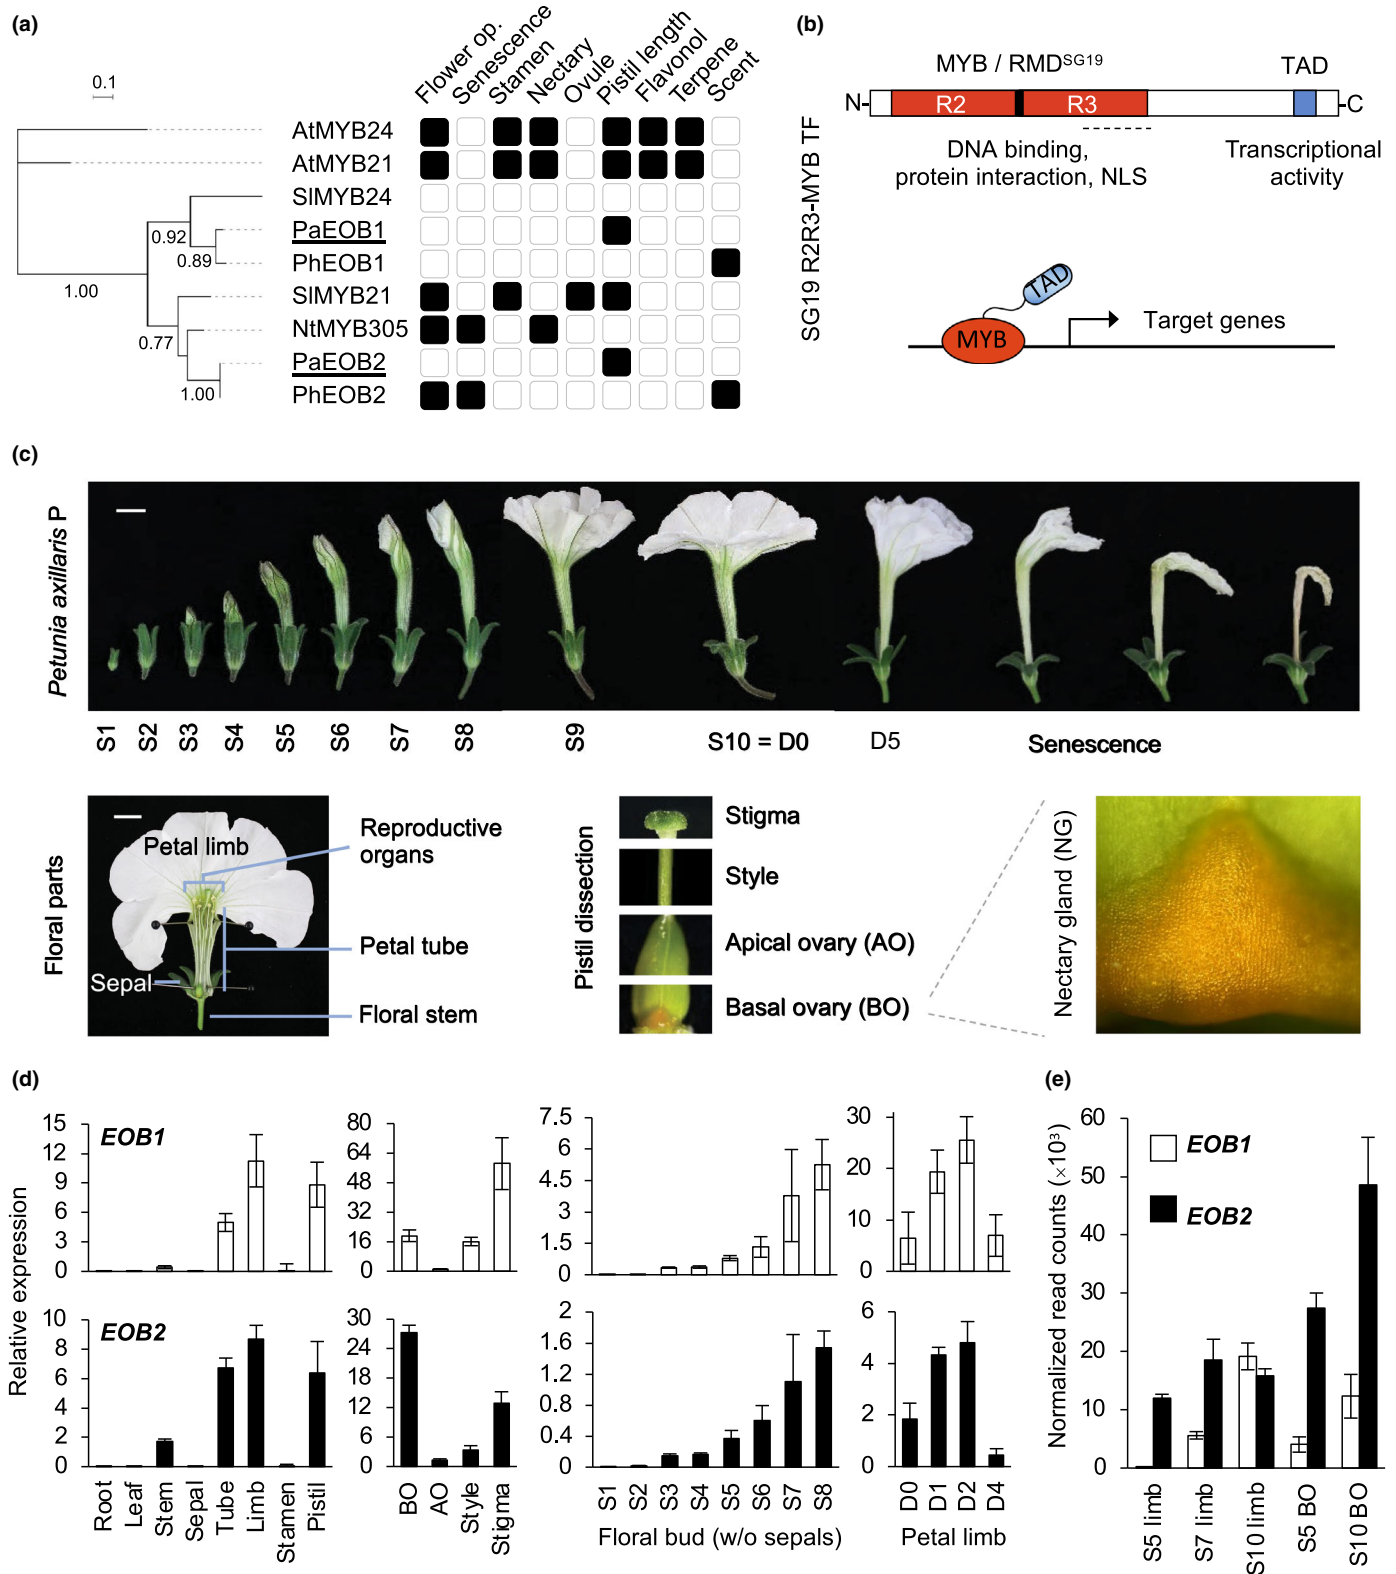 (a)
0.1
Flower op.
Senescence
Stamen
Nectary
Ovule
Pistil length
Flavonol
Terpene
Scent
AtMYB24
AtMYB21
SlMYB24
PaEOB1
PhEOB1
SlMYB21
NtMYB305
PaEOB2
PhEOB2
0.92
0.89
1.00
0.77
1.00
(b)
SG19 R2R3-MYB TF
MYB / RMD^SG19
TAD
N- R2 R3 -C
DNA binding,
protein interaction, NLS
Transcriptional
activity
TAD
MYB
Target genes
(c)
Petunia axillaris P
S1 S2 S3 S4 S5 S6 S7 S8 S9 S10 = D0 D5 Senescence
Floral parts
Petal limb
Reproductive
organs
Petal tube
Sepal
Floral stem
Pistil dissection
Stigma
Style
Apical ovary (AO)
Basal ovary (BO)
Nectary gland (NG)
(d)
Relative expression
EOB1
15
12
9
6
3
0
80
64
48
32
16
0
7.5
6
4.5
3
1.5
0
30
20
10
0
EOB2
10
8
6
4
2
0
30
24
18
12
6
0
2
1.6
1.2
0.8
0.4
0
6
4
2
0
Root Leaf Stem Sepal Tube Limb Stamen Pistil
BO AO Style Stigma
S1 S2 S3 S4 S5 S6 S7 S8
Floral bud (w/o sepals)
D0 D1 D2 D4
Petal limb
(e)
Normalized read counts (×10³)
60
50
40
30
20
10
0
EOB1
EOB2
S5 limb
S7 limb
S10 limb
S5 BO
S10 BO